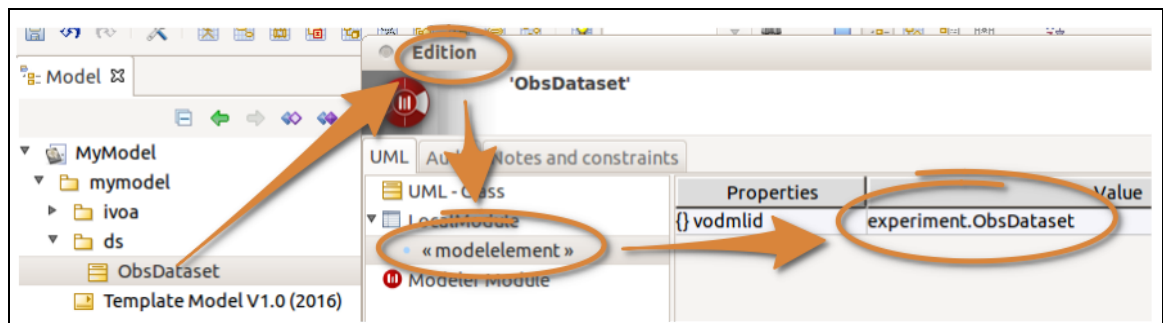 Edition
Model
'ObsDataset'
MyModel
mymodel
ivoa
ds
ObsDataset
Template Model V1.0 (2016)
UML
Notes and constraints
UML - Class
LocalModule
« modelelement »
Modeler Module
Properties
Value
{} vodmlid
experiment.ObsDataset